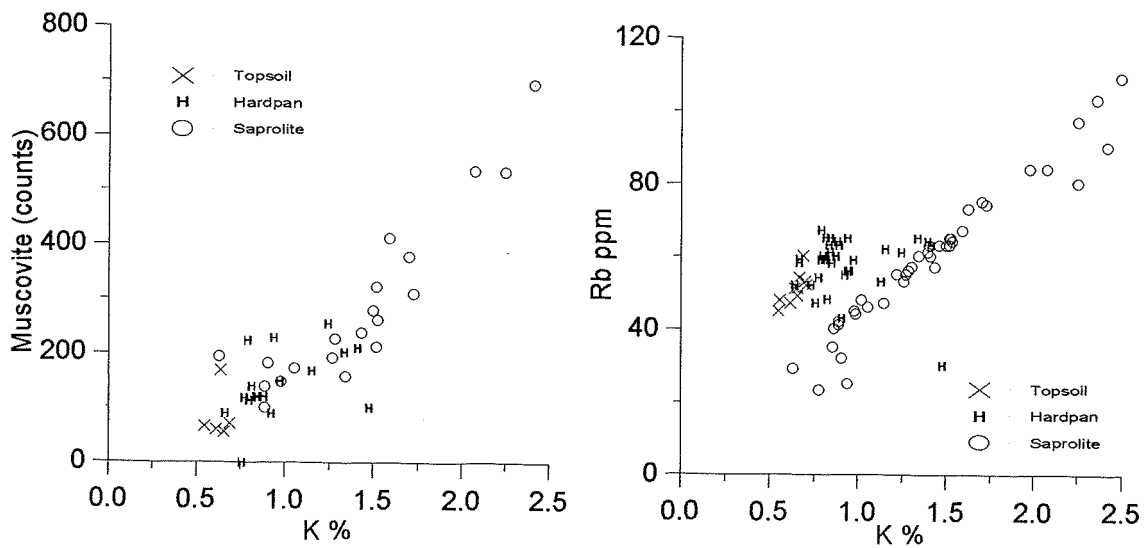 800
600
400
200
0
Muscovite (counts)
Topsoil
H Hardpan
Saprolite
0.0 0.5 1.0 1.5 2.0 2.5
K %
120
80
40
0
Rb ppm
Topsoil
H Hardpan
Saprolite
0.0 0.5 1.0 1.5 2.0 2.5
K %